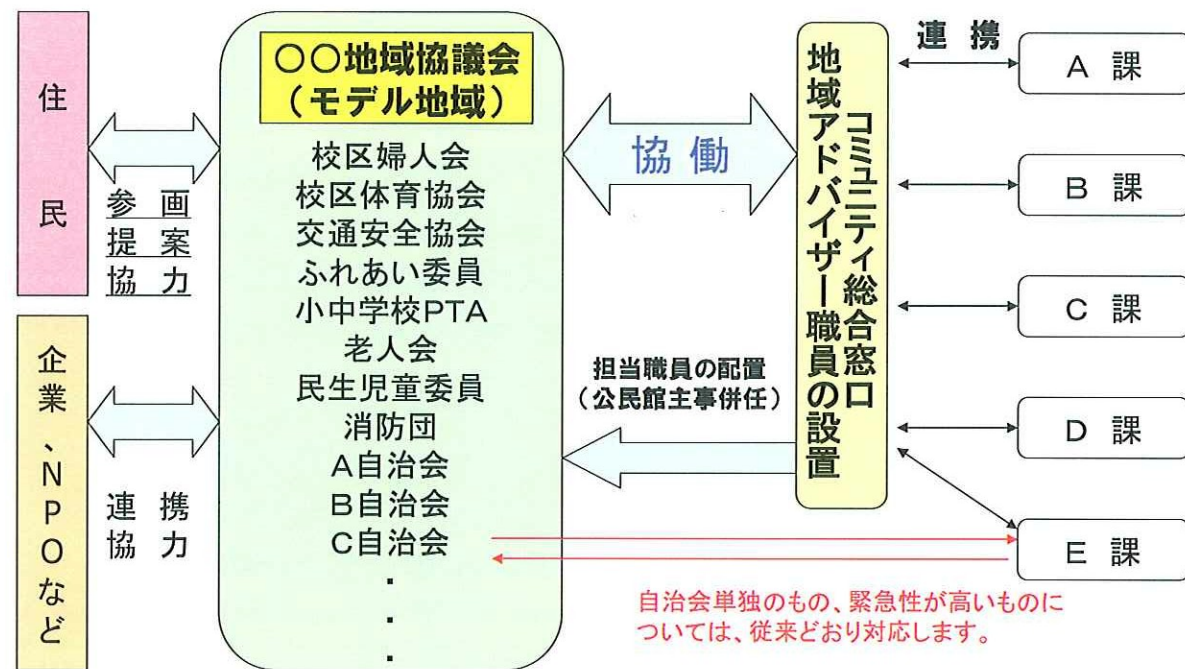 住民
参画
提案
協力
企業、NPOなど
連携
協力
○○地域協議会
(モデル地域)
校区婦人会
校区体育協会
交通安全協会
ふれあい委員
小中学校PTA
老人会
民生児童委員
消防団
A自治会
B自治会
C自治会
・
・
・
協働
担当職員の配置
(公民館主事併任)
コミュニティ総合窓口
地域アドバイザー職員の設置
連携
A課
B課
C課
D課
E課
自治会単独のもの、緊急性が高いものに
ついては、従来どおり対応します。